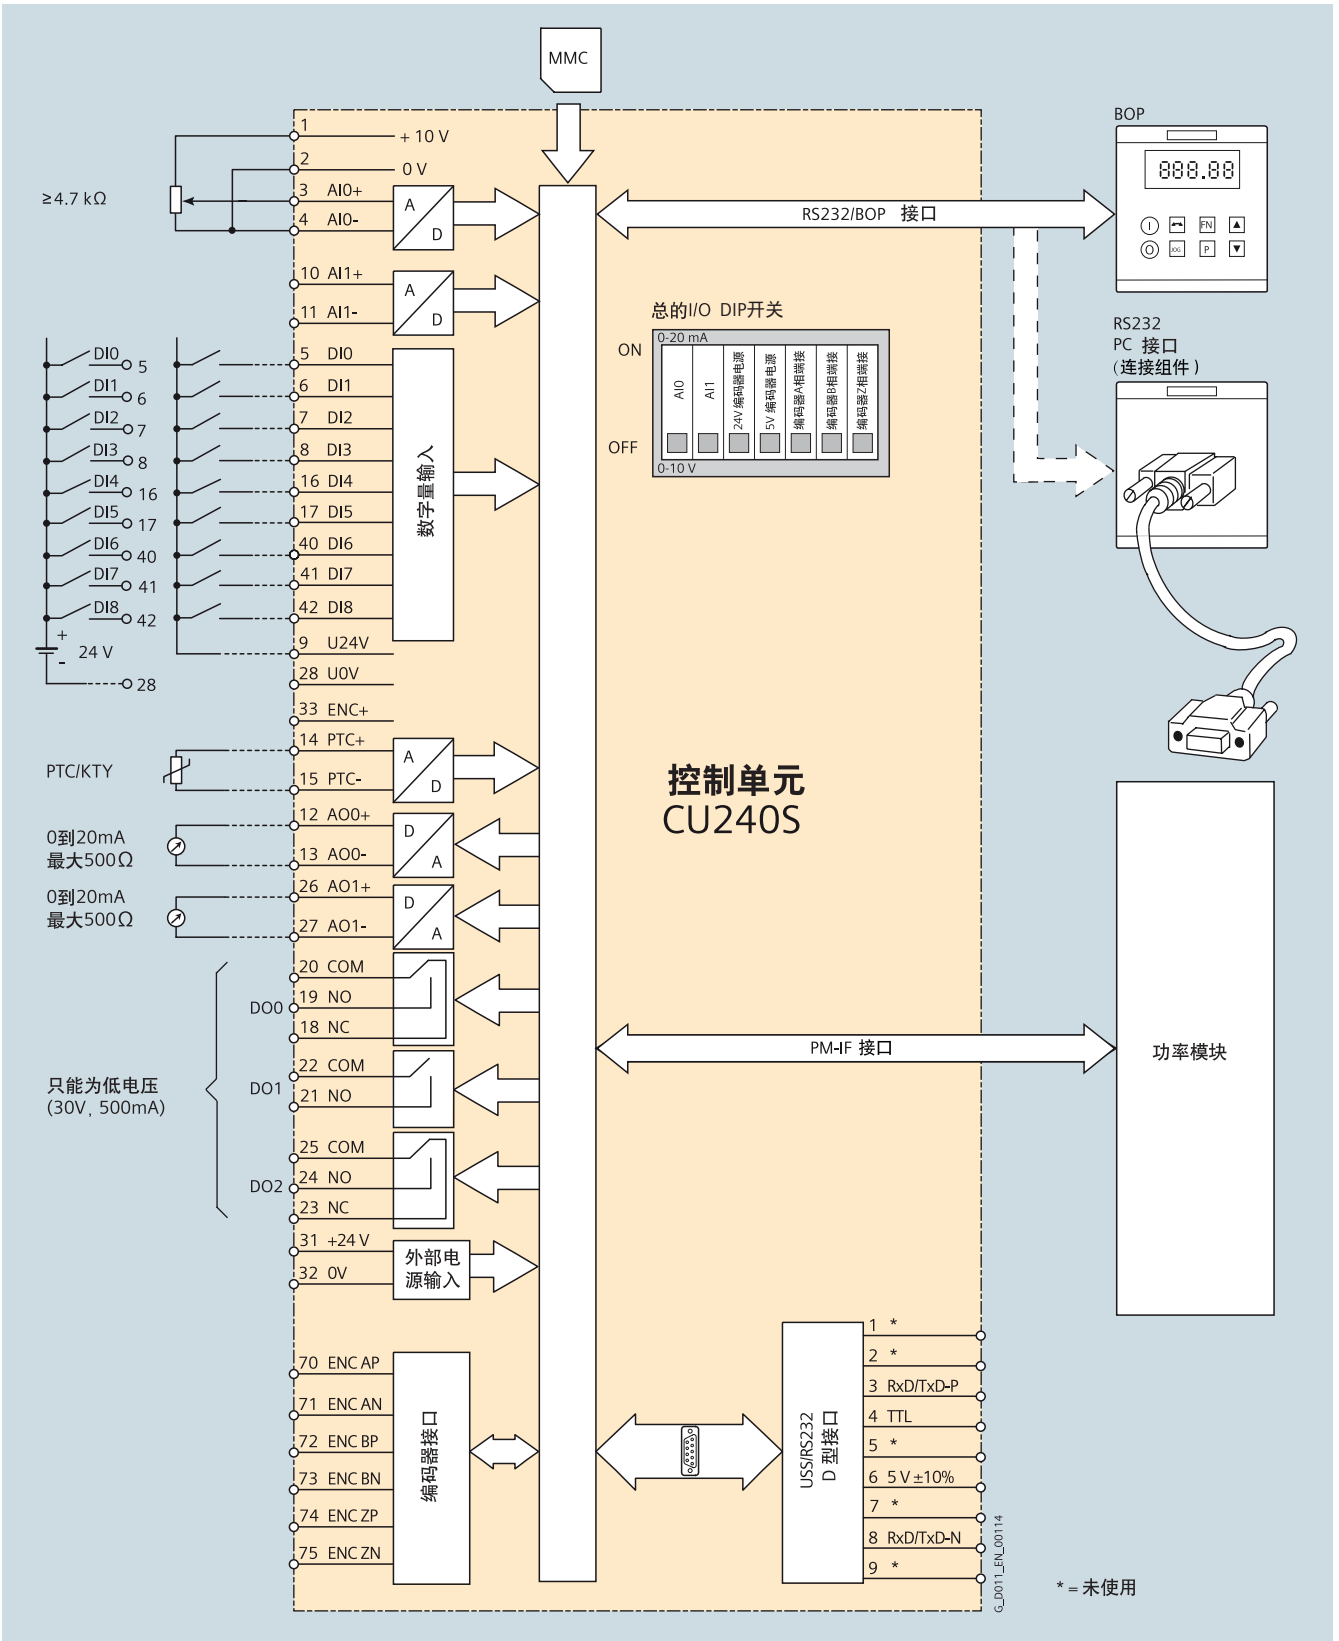 MMC
BOP
888.88
I
FN
O
JOG
P
≥4.7 kΩ
1
+ 10 V
2
0 V
3 AI0+
4 AI0-
A
D
10 AI1+
11 AI1-
A
D
RS232/BOP 接口
RS232
PC 接口
(连接组件)
总的I/O DIP开关
ON
OFF
0-20 mA
AI0
AI1
24V 编码器电源
5V 编码器电源
编码器A相端接
编码器B相端接
编码器Z相端接
0-10 V
DI0 5
DI1 6
DI2 7
DI3 8
DI4 16
DI5 17
DI6 40
DI7 41
DI8 42
+
-
24 V
28
5 DI0
6 DI1
7 DI2
8 DI3
16 DI4
17 DI5
40 DI6
41 DI7
42 DI8
数字量输入
9 U24V
28 U0V
33 ENC+
PTC/KTY
14 PTC+
15 PTC-
A
D
控制单元
CU240S
0到20mA
最大500Ω
12 AO0+
13 AO0-
D
A
0到20mA
最大500Ω
26 AO1+
27 AO1-
D
A
只能为低电压
(30V, 500mA)
DO0
20 COM
19 NO
18 NC
DO1
22 COM
21 NO
DO2
25 COM
24 NO
23 NC
PM-IF 接口
功率模块
31 +24 V
32 0V
外部电
源输入
70 ENC AP
71 ENC AN
72 ENC BP
73 ENC BN
74 ENC ZP
75 ENC ZN
编码器接口
USS/RS232
D 型接口
1 *
2 *
3 RxD/TxD-P
4 TTL
5 *
6 5 V ±10%
7 *
8 RxD/TxD-N
9 *
G_D011_EN_00114
* = 未使用